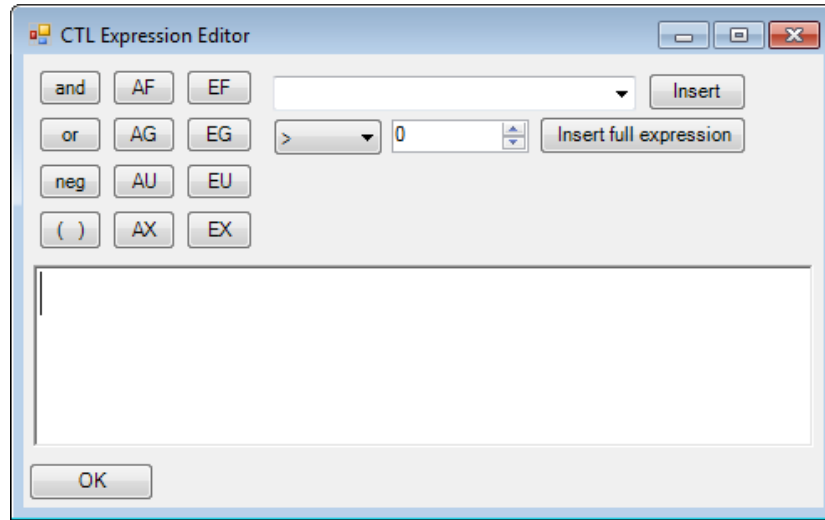 CTL Expression Editor
and AF EF Insert
or AG EG > 0 Insert full expression
neg AU EU
( ) AX EX
OK